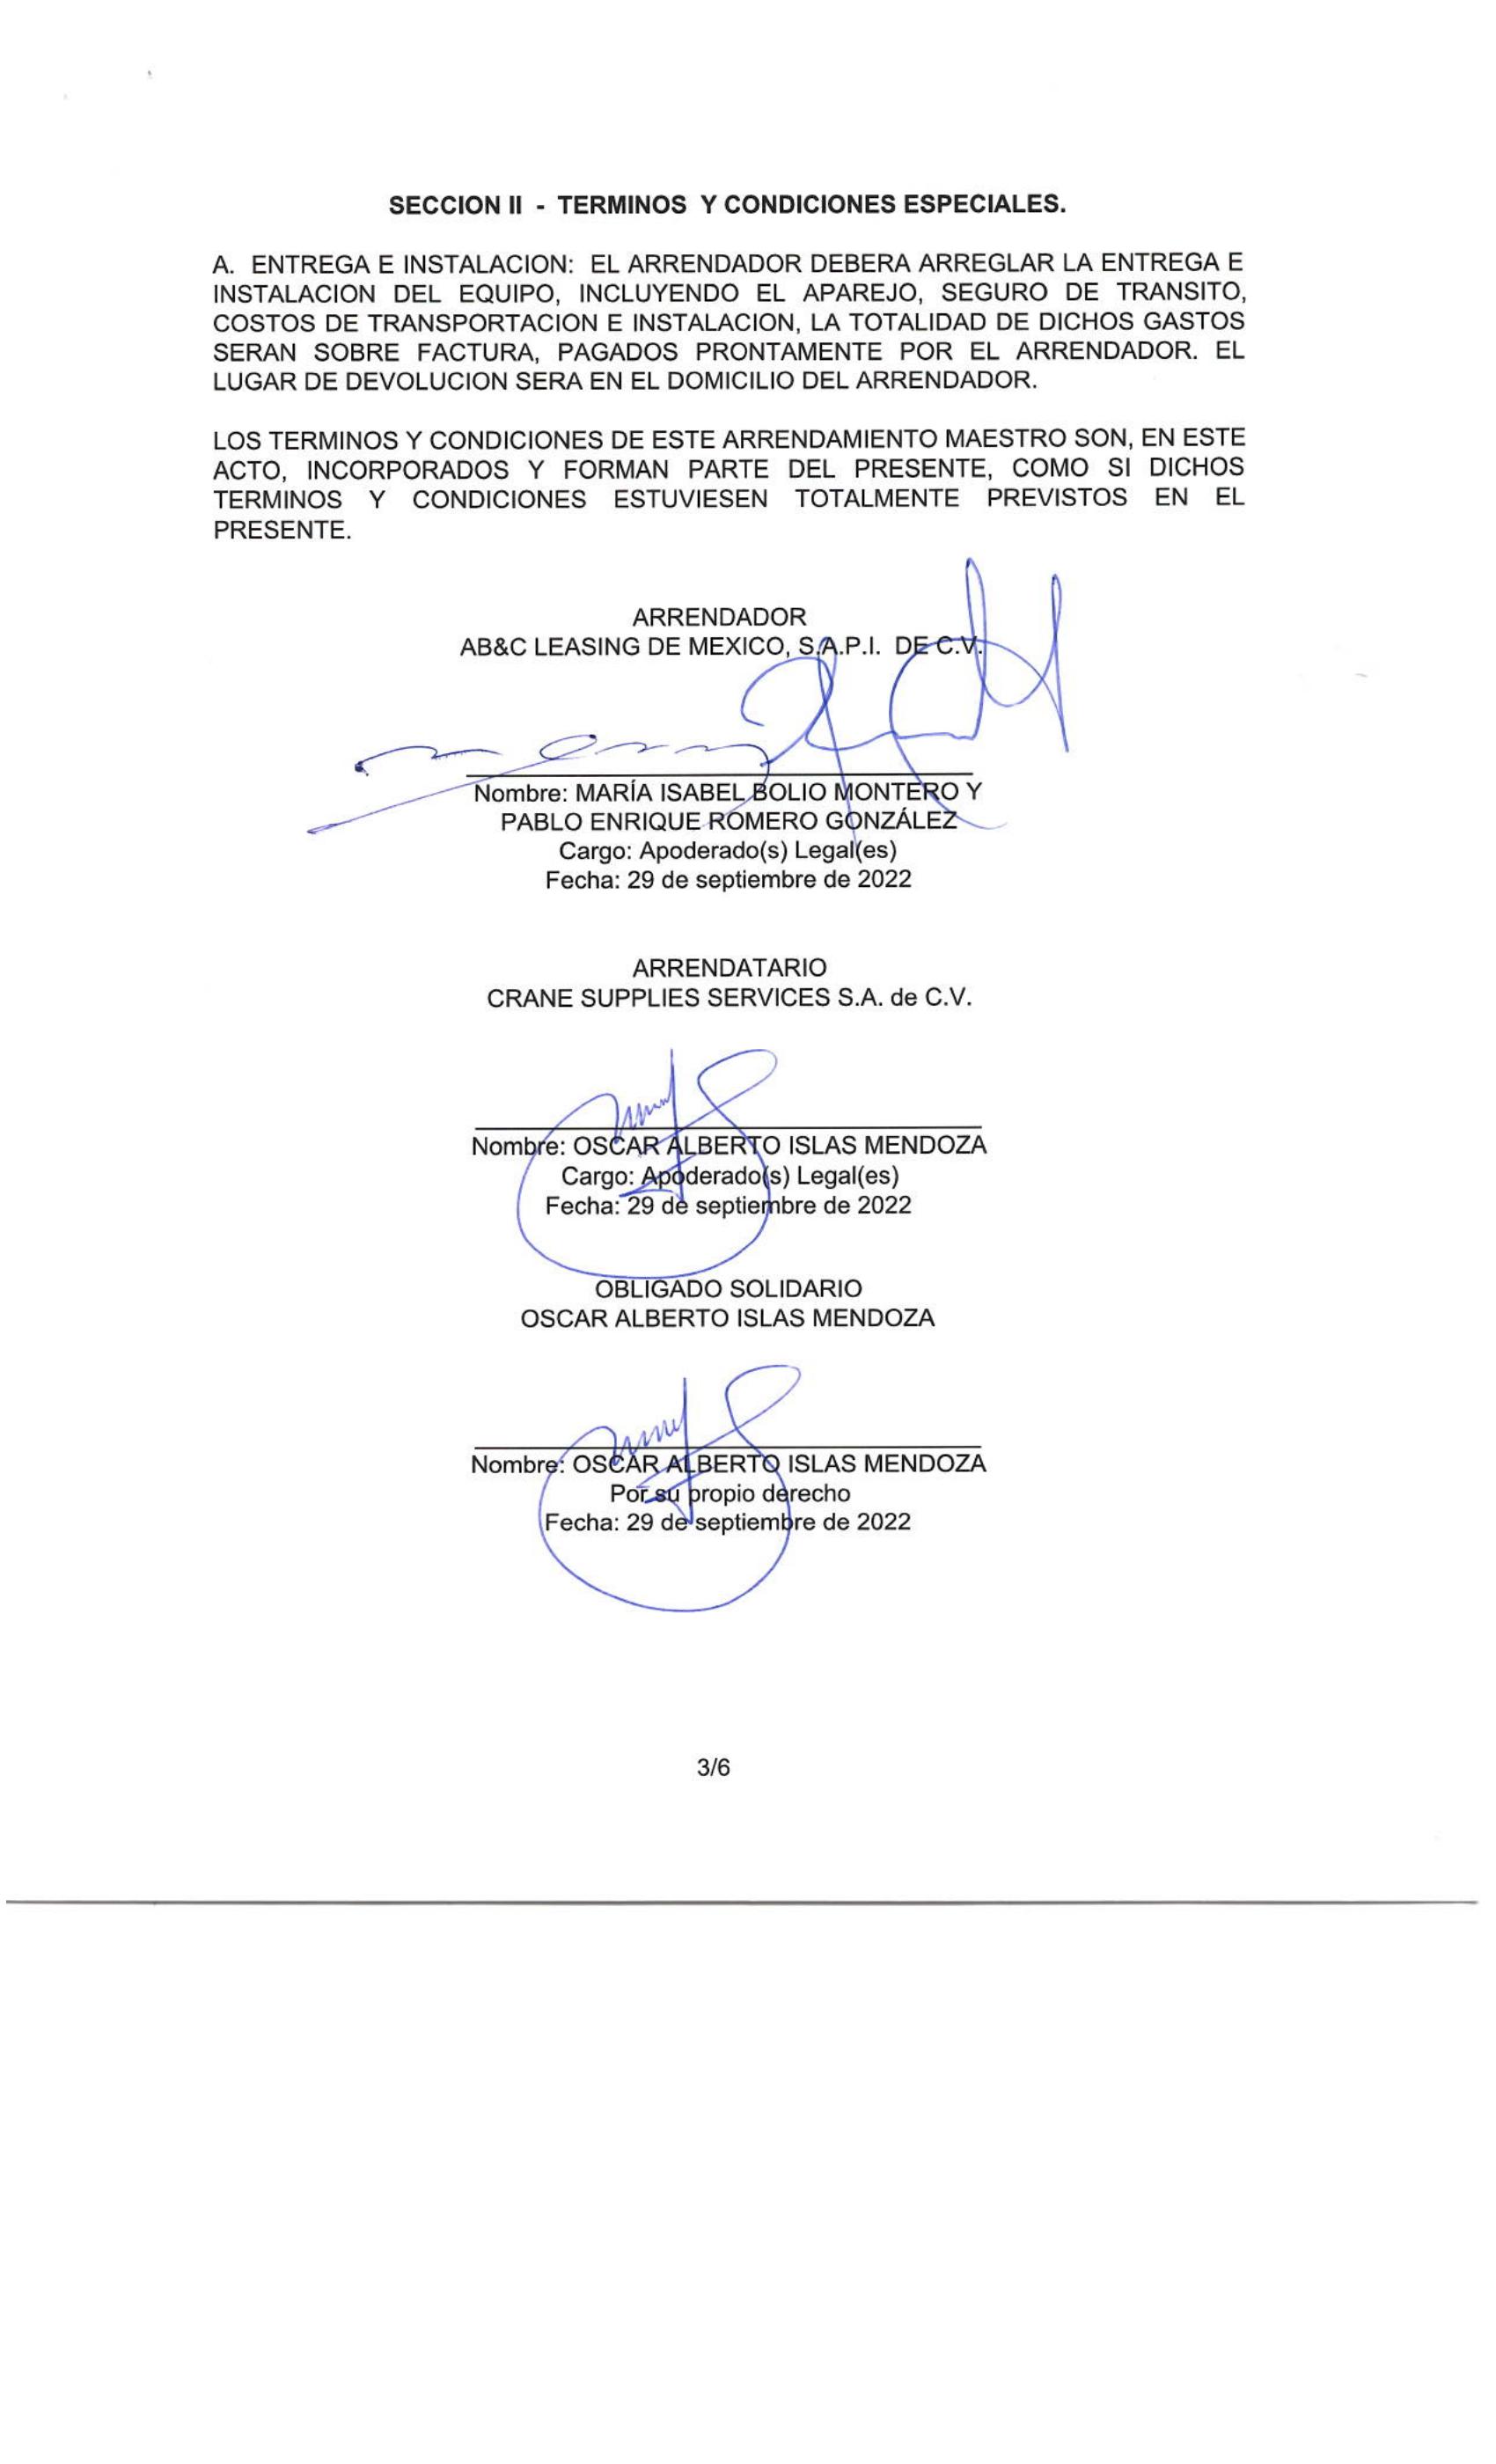 SECCION II - TERMINOS Y CONDICIONES ESPECIALES.
A. ENTREGA E INSTALACION: EL ARRENDADOR DEBERA ARREGLAR LA ENTREGA E
INSTALACION DEL EQUIPO, INCLUYENDO EL APAREJO, SEGURO DE TRANSITO,
COSTOS DE TRANSPORTACION E INSTALACION, LA TOTALIDAD DE DICHOS GASTOS
SERAN SOBRE FACTURA, PAGADOS PRONTAMENTE POR EL ARRENDADOR. EL
LUGAR DE DEVOLUCION SERA EN EL DOMICILIO DEL ARRENDADOR.
LOS TERMINOS Y CONDICIONES DE ESTE ARRENDAMIENTO MAESTRO SON, EN ESTE
ACTO, INCORPORADOS Y FORMAN PARTE DEL PRESENTE, COMO SI DICHOS
TERMINOS Y CONDICIONES ESTUVIESEN TOTALMENTE PREVISTOS EN EL
PRESENTE.
ARRENDADOR
AB&C LEASING DE MEXICO, S.A.P.I. DE C.V.
Nombre: MARÍA ISABEL BOLIO MONTERO Y
PABLO ENRIQUE ROMERO GONZÁLEZ
Cargo: Apoderado(s) Legal(es)
Fecha: 29 de septiembre de 2022
ARRENDATARIO
CRANE SUPPLIES SERVICES S.A. de C.V.
Nombre: OSCAR ALBERTO ISLAS MENDOZA
Cargo: Apoderado(s) Legal(es)
Fecha: 29 de septiembre de 2022
OBLIGADO SOLIDARIO
OSCAR ALBERTO ISLAS MENDOZA
Nombre: OSCAR ALBERTO ISLAS MENDOZA
Por su propio derecho
Fecha: 29 de septiembre de 2022
3/6